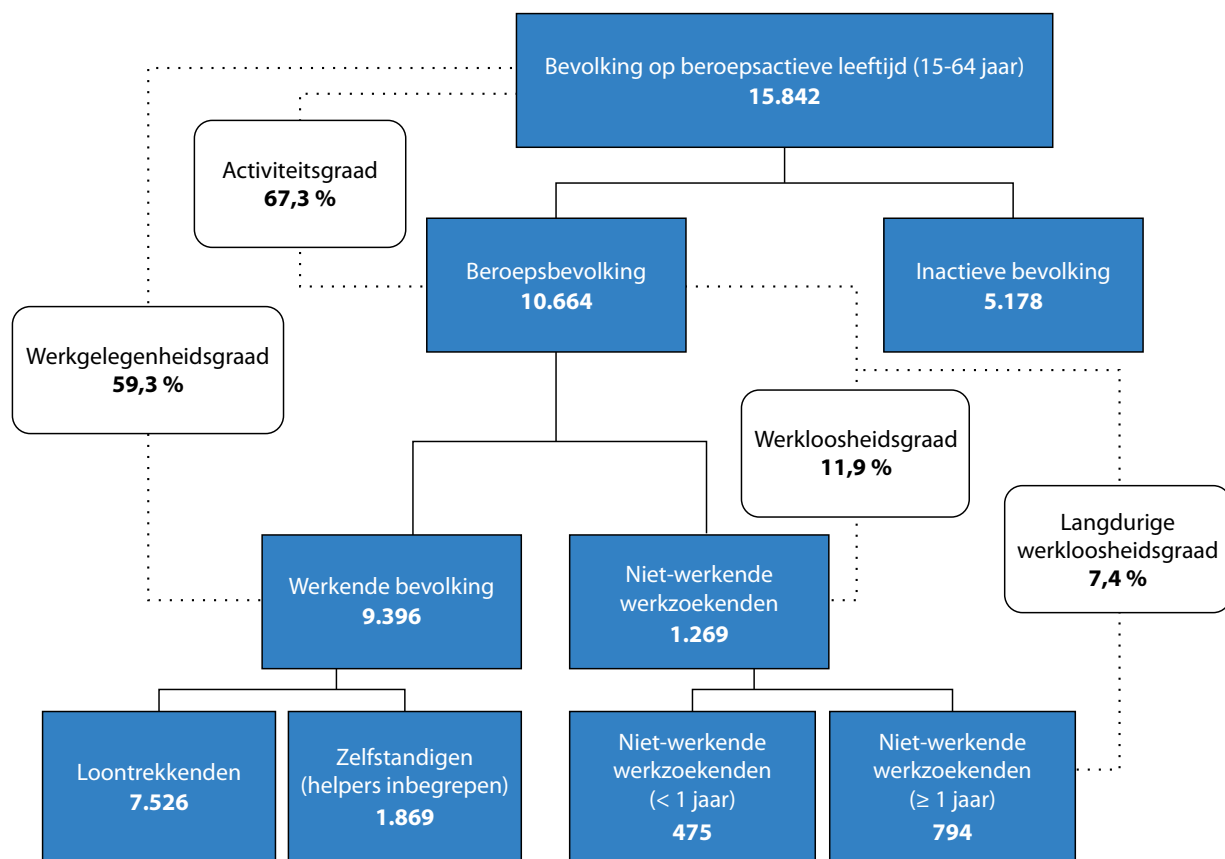 Bevolking op beroepsactieve leeftijd (15-64 jaar)
15.842
Activiteitsgraad
67,3 %
Beroepsbevolking
10.664
Inactieve bevolking
5.178
Werkgelegenheidsgraad
59,3 %
Werkloosheidsgraad
11,9 %
Langdurige
werkloosheidsgraad
7,4 %
Werkende bevolking
9.396
Niet-werkende
werkzoekenden
1.269
Loontrekkenden
7.526
Zelfstandigen
(helpers inbegrepen)
1.869
Niet-werkende
werkzoekenden
(< 1 jaar)
475
Niet-werkende
werkzoekenden
(≥ 1 jaar)
794